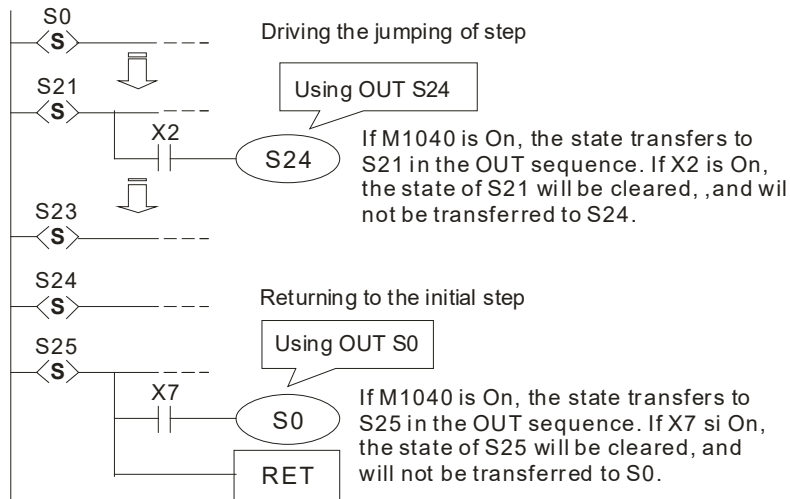 S0
S
Driving the jumping of step
S21
S
Using OUT S24
X2
S24
If M1040 is On, the state transfers to
S21 in the OUT sequence. If X2 is On,
the state of S21 will be cleared, ,and wil
not be transferred to S24.
S23
S
S24
S
Returning to the initial step
S25
S
Using OUT S0
X7
S0
If M1040 is On, the state transfers to
S25 in the OUT sequence. If X7 si On,
the state of S25 will be cleared, and
will not be transferred to S0.
RET